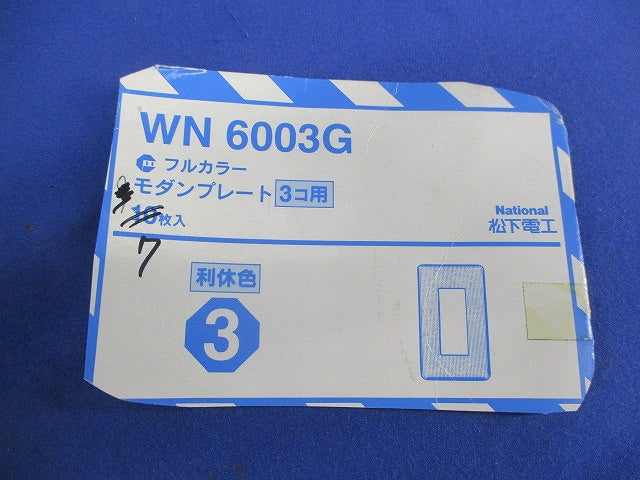 WN 6003G
フルカラー
モダンプレート 3コ用
10枚入
7
National
松下電工
利休色
3